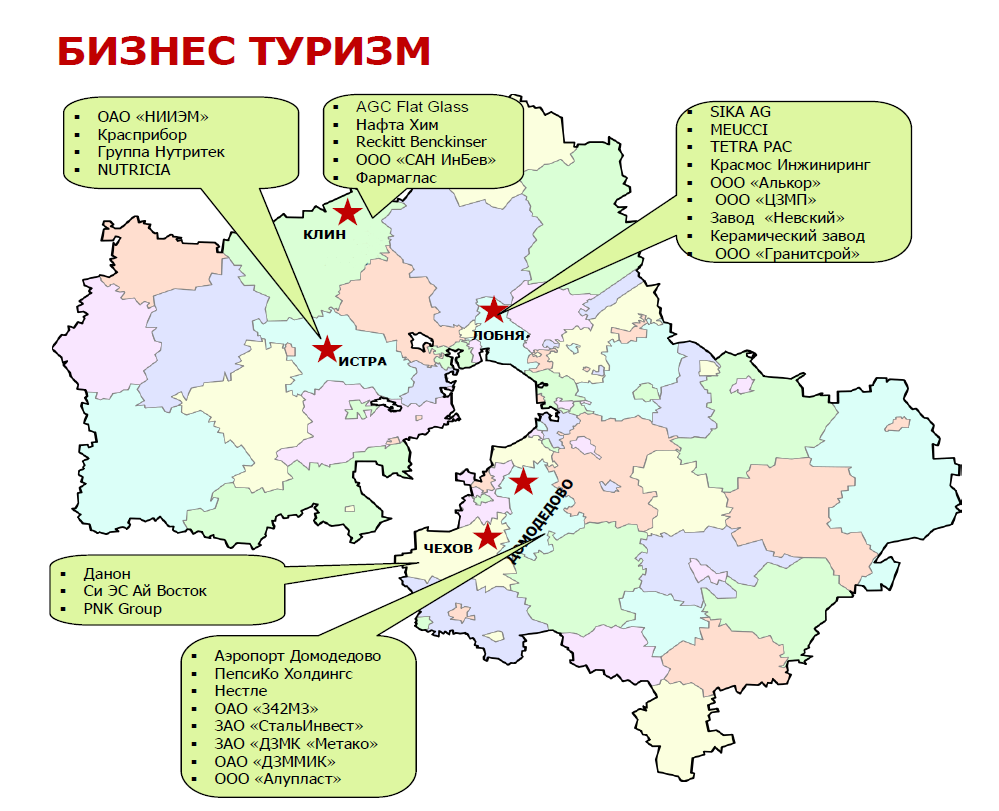 БИЗНЕС ТУРИЗМ
▪ ОАО «НИИЭМ»
▪ Красприбор
▪ Группа Нутритек
▪ NUTRICIA
▪ AGC Flat Glass
▪ Нафта Хим
▪ Reckitt Benckinser
▪ ООО «САН ИнБев»
▪ Фармаглас
▪ SIKA AG
▪ MEUCCI
▪ TETRA PAC
▪ Красмос Инжиниринг
▪ ООО «Алькор»
▪ ООО «ЦЗМП»
▪ Завод «Невский»
▪ Керамический завод
▪ ООО «Гранитсрой»
КЛИН
ЛОБНЯ
ИСТРА
ДОМОДЕДОВО
ЧЕХОВ
▪ Данон
▪ Си ЭС Ай Восток
▪ PNK Group
▪ Аэропорт Домодедово
▪ ПепсиКо Холдингс
▪ Нестле
▪ ОАО «342МЗ»
▪ ЗАО «СтальИнвест»
▪ ЗАО «ДЗМК «Метако»
▪ ОАО «ДЗММИК»
▪ ООО «Алупласт»